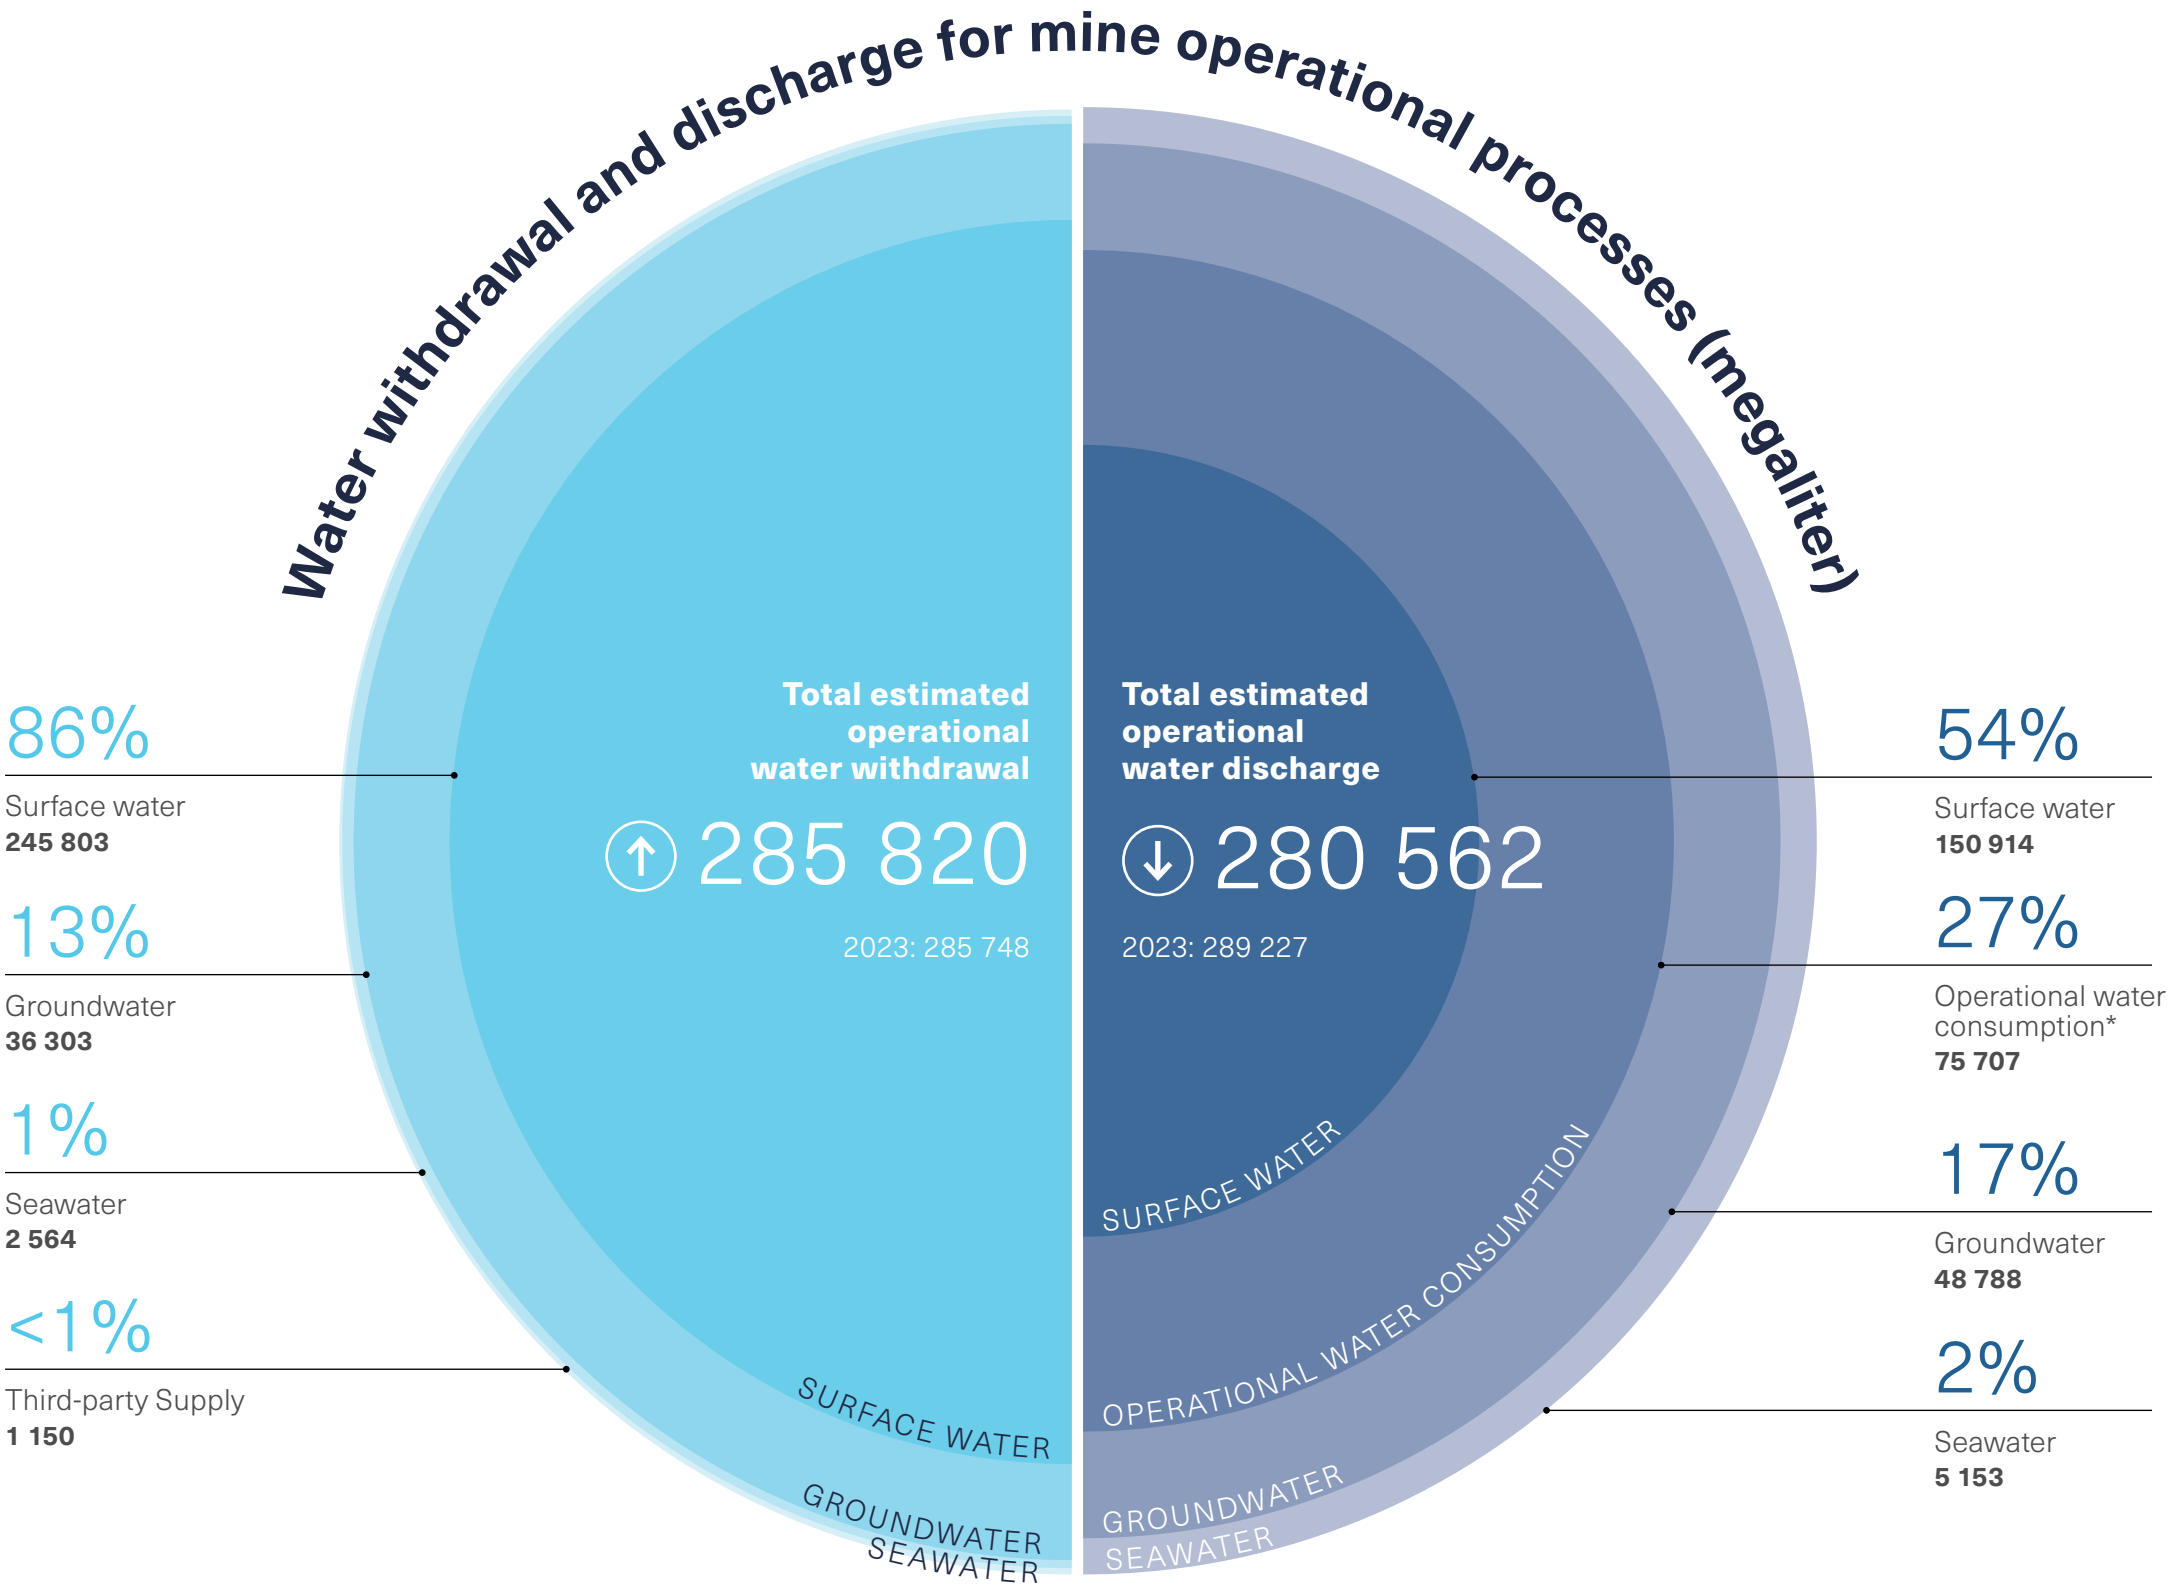 Water withdrawal and discharge for mine operational processes (megaliter)
86%
Surface water
245 803
13%
Groundwater
36 303
1%
Seawater
2 564
<1%
Third-party Supply
1 150
Total estimated
operational
water withdrawal
285 820
2023: 285 748
SURFACE WATER
GROUNDWATER
SEAWATER
Total estimated
operational
water discharge
280 562
2023: 289 227
SURFACE WATER
OPERATIONAL WATER CONSUMPTION
GROUNDWATER
SEAWATER
54%
Surface water
150 914
27%
Operational water
consumption*
75 707
17%
Groundwater
48 788
2%
Seawater
5 153